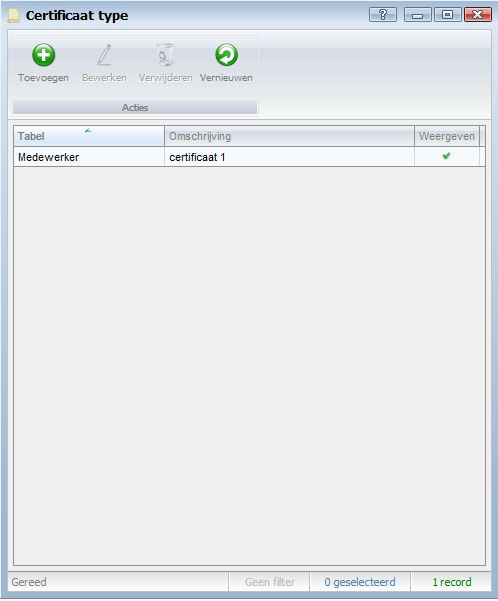 Certificaat type
?
Toevoegen Bewerken Verwijderen Vernieuwen
Acties
Tabel Omschrijving Weergeven
Medewerker certificaat 1
Gereed Geen filter 0 geselecteerd 1 record